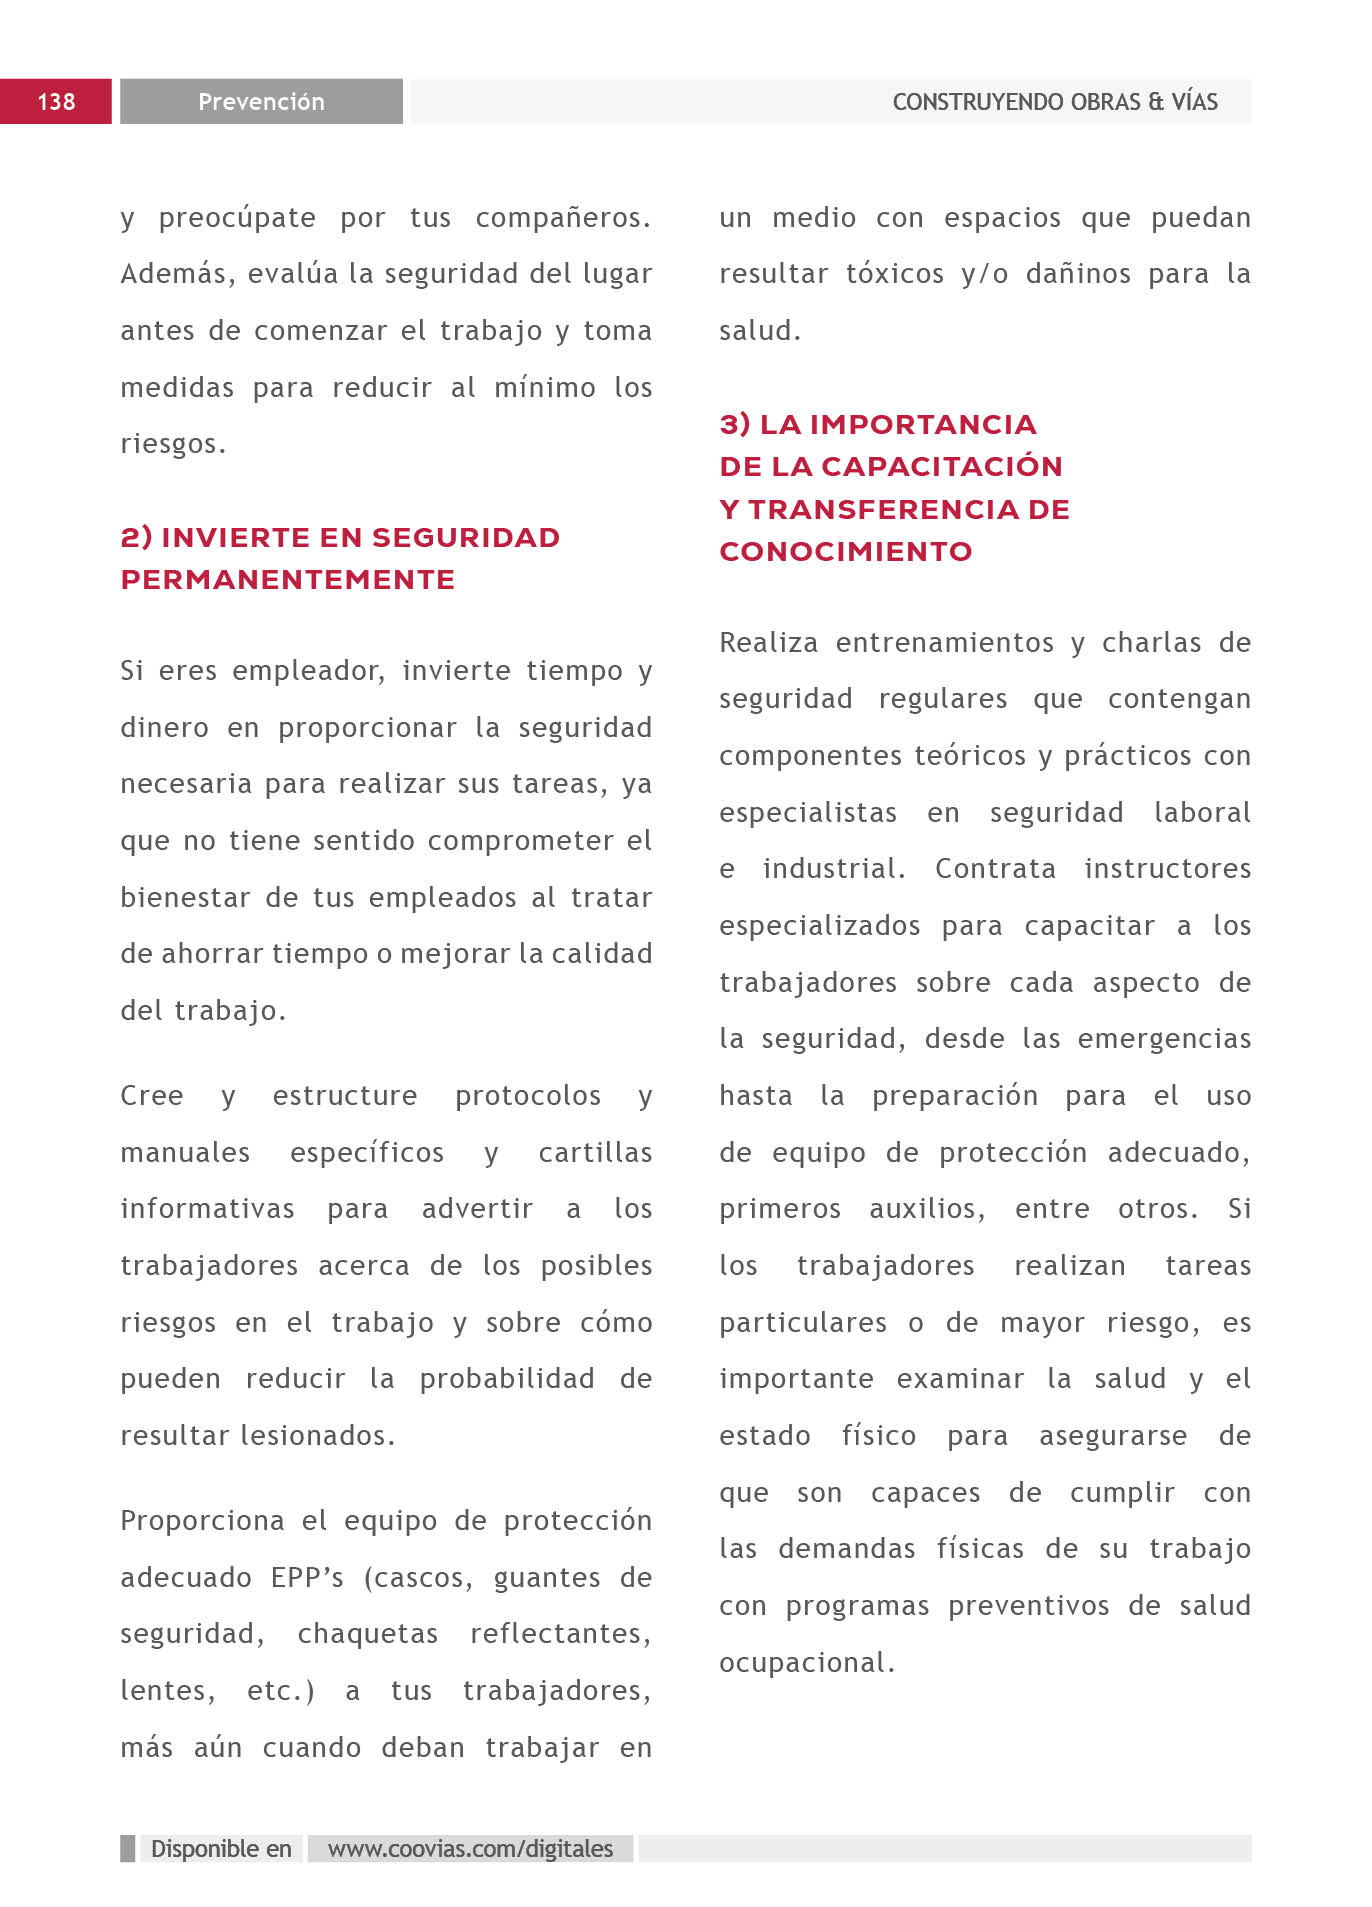 138
Prevención
CONSTRUYENDO OBRAS & VÍAS
y preocúpate por tus compañeros.
Además, evalúa la seguridad del lugar
antes de comenzar el trabajo y toma
medidas para reducir al mínimo los
riesgos.
2) INVIERTE EN SEGURIDAD
PERMANENTEMENTE
Si eres empleador, invierte tiempo y
dinero en proporcionar la seguridad
necesaria para realizar sus tareas, ya
que no tiene sentido comprometer el
bienestar de tus empleados al tratar
de ahorrar tiempo o mejorar la calidad
del trabajo.
Cree y estructure protocolos y
manuales específicos y cartillas
informativas para advertir a los
trabajadores acerca de los posibles
riesgos en el trabajo y sobre cómo
pueden reducir la probabilidad de
resultar lesionados.
Proporciona el equipo de protección
adecuado EPP’s (cascos, guantes de
seguridad, chaquetas reflectantes,
lentes, etc.) a tus trabajadores,
más aún cuando deban trabajar en
un medio con espacios que puedan
resultar tóxicos y/o dañinos para la
salud.
3) LA IMPORTANCIA
DE LA CAPACITACIÓN
Y TRANSFERENCIA DE
CONOCIMIENTO
Realiza entrenamientos y charlas de
seguridad regulares que contengan
componentes teóricos y prácticos con
especialistas en seguridad laboral
e industrial. Contrata instructores
especializados para capacitar a los
trabajadores sobre cada aspecto de
la seguridad, desde las emergencias
hasta la preparación para el uso
de equipo de protección adecuado,
primeros auxilios, entre otros. Si
los trabajadores realizan tareas
particulares o de mayor riesgo, es
importante examinar la salud y el
estado físico para asegurarse de
que son capaces de cumplir con
las demandas físicas de su trabajo
con programas preventivos de salud
ocupacional.
Disponible en
www.coovias.com/digitales